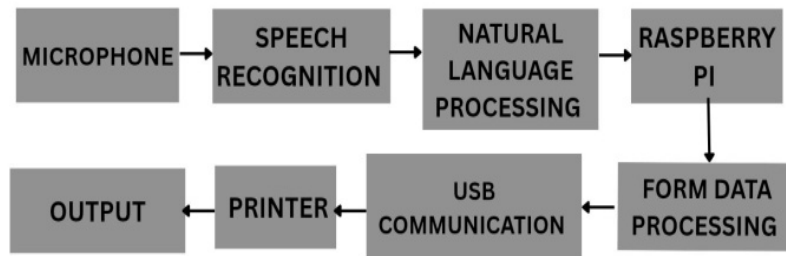 MICROPHONE
SPEECH
RECOGNITION
NATURAL
LANGUAGE
PROCESSING
RASPBERRY
PI
FORM DATA
PROCESSING
USB
COMMUNICATION
PRINTER
OUTPUT